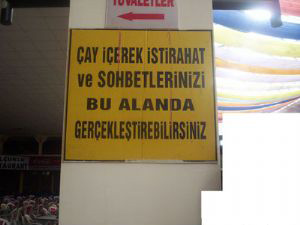 TUVALETLER
ÇAY İÇEREK İSTİRAHAT
ve SOHBETLERİNİZİ
BU ALANDA
GERÇEKLEŞTİREBİLİRSİNİZ